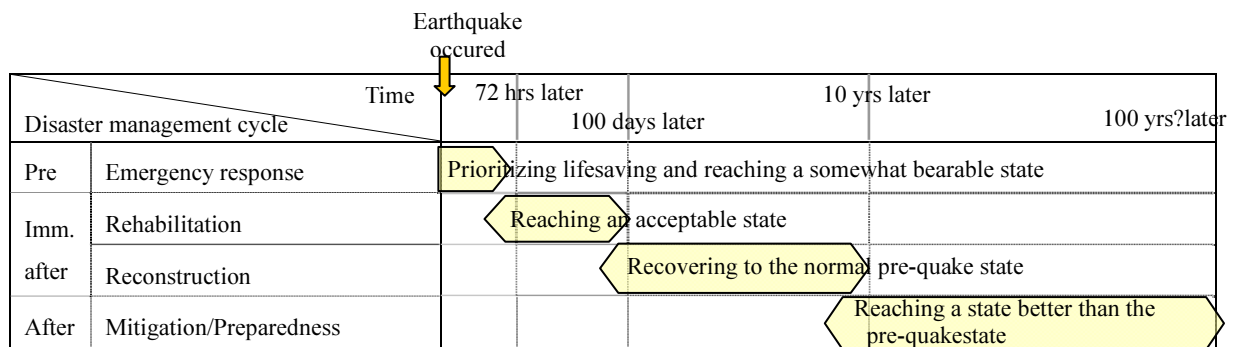 Earthquake
occured
Time
72 hrs later
10 yrs later
Disaster management cycle
100 days later
100 yrs?later
Pre
Emergency response
Prioritizing lifesaving and reaching a somewhat bearable state
Imm.
after
Rehabilitation
Reaching an acceptable state
Reconstruction
Recovering to the normal pre-quake state
After
Mitigation/Preparedness
Reaching a state better than the
pre-quakestate